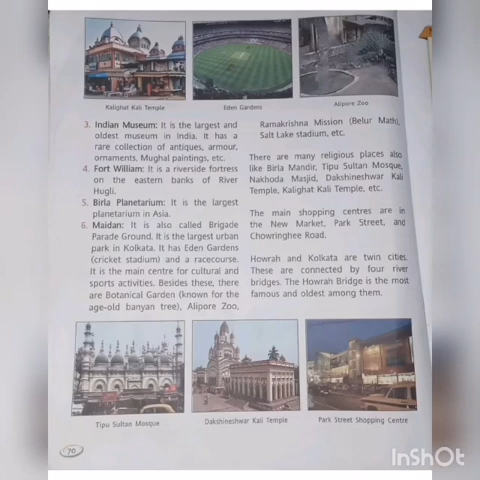 Kalighat Kali Temple
Eden Gardens
Alipore Zoo
3. Indian Museum: It is the largest and
oldest museum in India. It has a
rare collection of antiques, armour,
ornaments, Mughal paintings, etc.
4. Fort William: It is a riverside fortress
on the eastern banks of River
Hugli.
5. Birla Planetarium: It is the largest
planetarium in Asia.
6. Maidan: It is also called Brigade
Parade Ground. It is the largest urban
park in Kolkata. It has Eden Gardens
(cricket stadium) and a racecourse.
It is the main centre for cultural and
sports activities. Besides these, there
are Botanical Garden (known for the
age-old banyan tree), Alipore Zoo,
Ramakrishna Mission (Belur Math),
Salt Lake stadium, etc.
There are many religious places also
like Birla Mandir, Tipu Sultan Mosque,
Nakhoda Masjid, Dakshineshwar Kali
Temple, Kalighat Kali Temple, etc.
The main shopping centres are in
the New Market, Park Street, and
Chowringhee Road.
Howrah and Kolkata are twin cities.
These are connected by four river
bridges. The Howrah Bridge is the most
famous and oldest among them.
Tipu Sultan Mosque
Dakshineshwar Kali Temple
Park Street Shopping Centre
70
InShOt